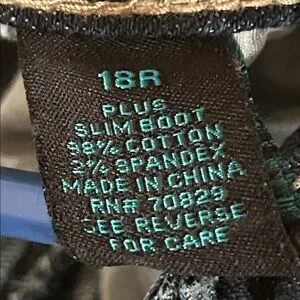 18R
PLUS
SLIM BOOT
98% COTTON
2% SPANDEX
MADE IN CHINA
RN# 70829
SEE REVERSE
FOR CARE